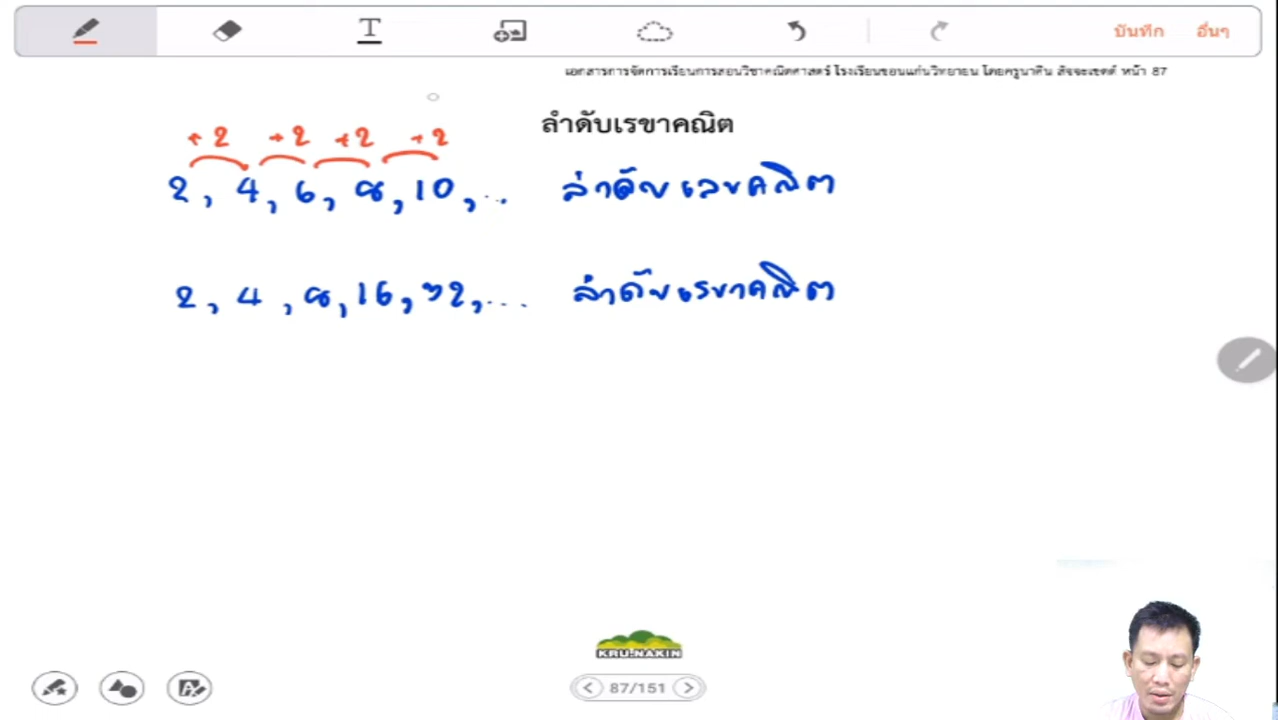 บันทึก อื่นๆ
เอกสารการจัดการเรียนการสอนวิชาคณิตศาสตร์ โรงเรียนขอนแก่นวิทยายน โดยครูนาคิน สัจจะเขตต์ หน้า 87
ลำดับเรขาคณิต
+2 +2 +2 +2
2, 4, 6, 8, 10, ... ลำดับเลขคณิต
2, 4, 8, 16, 32, ... ลำดับเรขาคณิต
KRU.NAKIN
87/151